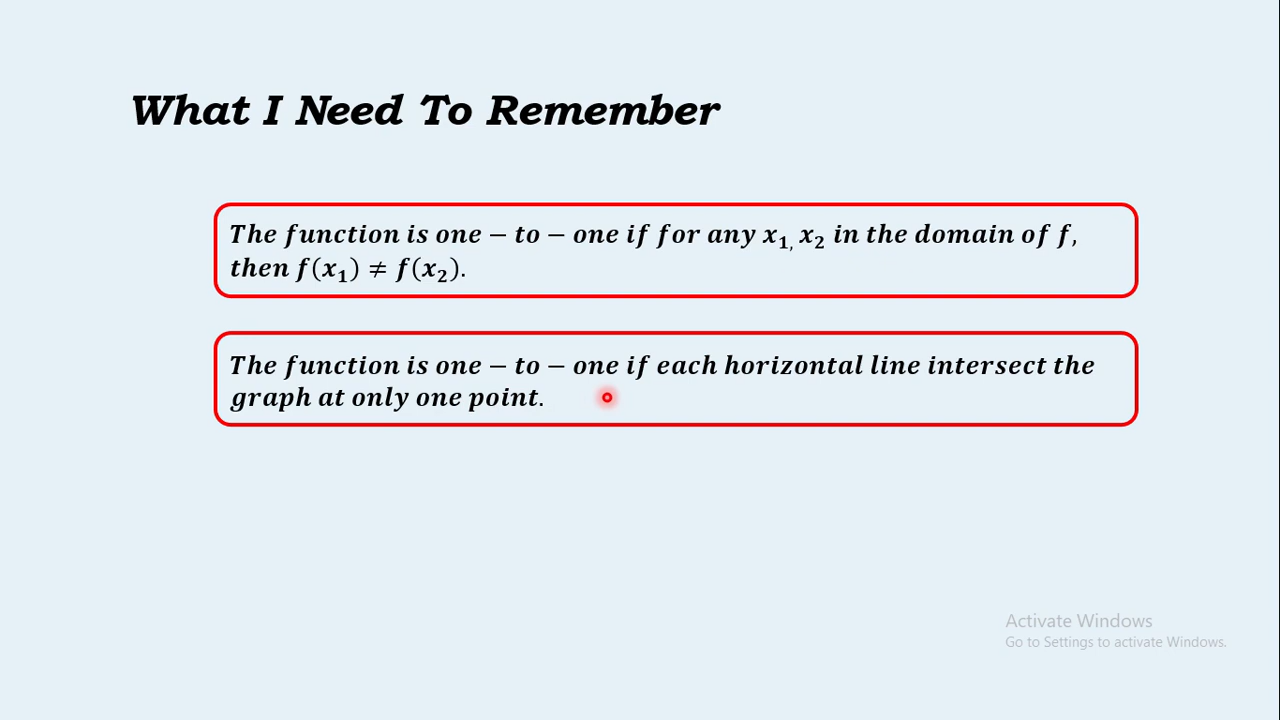 What I Need To Remember
The function is one − to − one if for any x₁, x₂ in the domain of f,
then f(x₁) ≠ f(x₂).
The function is one − to − one if each horizontal line intersect the
graph at only one point.
Activate Windows
Go to Settings to activate Windows.